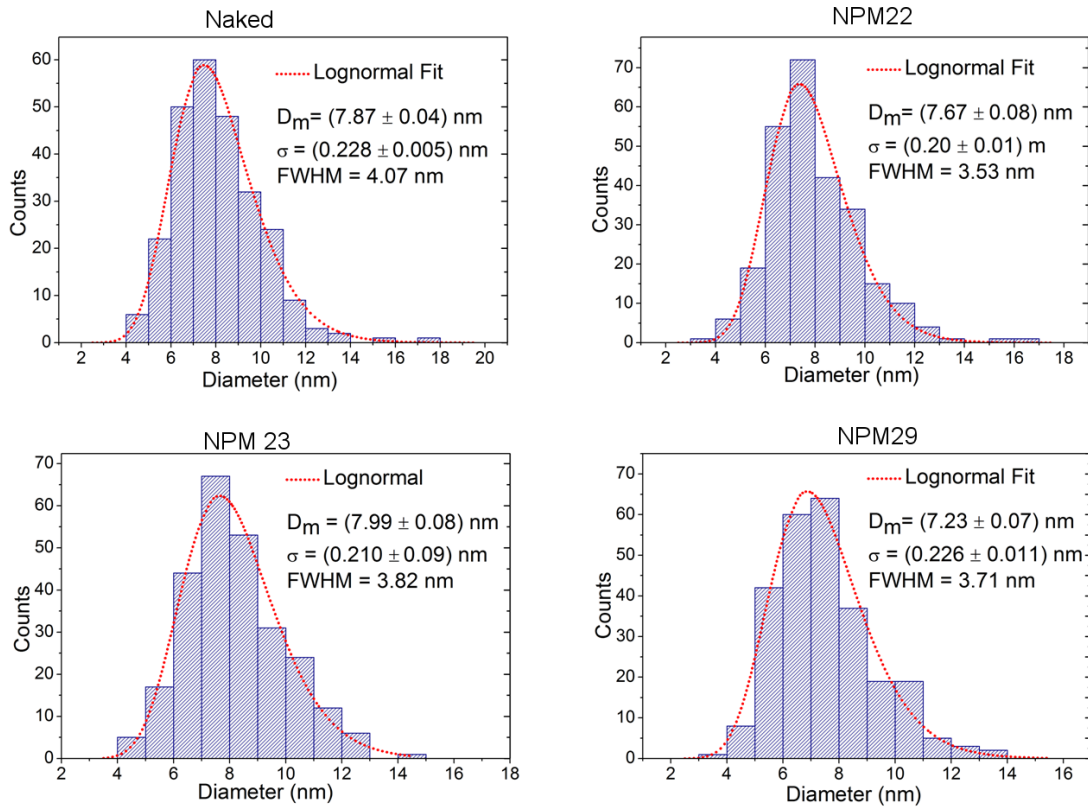 Naked
60
50
40
30
20
10
0
Counts
2 4 6 8 10 12 14 16 18 20
Diameter (nm)
Lognormal Fit
Dm= (7.87 ± 0.04) nm
σ = (0.228 ± 0.005) nm
FWHM = 4.07 nm
NPM22
70
60
50
40
30
20
10
0
Counts
2 4 6 8 10 12 14 16
Diameter (nm)
Lognormal Fit
Dm= (7.67 ± 0.08) nm
σ = (0.20 ± 0.01) m
FWHM = 3.53 nm
NPM 23
70
60
50
40
30
20
10
0
Counts
2 4 6 8 10 12 14 16 18
Diameter (nm)
Lognormal
Dm = (7.99 ± 0.08) nm
σ = (0.210 ± 0.09) nm
FWHM = 3.82 nm
NPM29
70
60
50
40
30
20
10
0
Counts
2 4 6 8 10 12 14 16
Diameter (nm)
Lognormal Fit
Dm= (7.23 ± 0.07) nm
σ = (0.226 ± 0.011) nm
FWHM = 3.71 nm